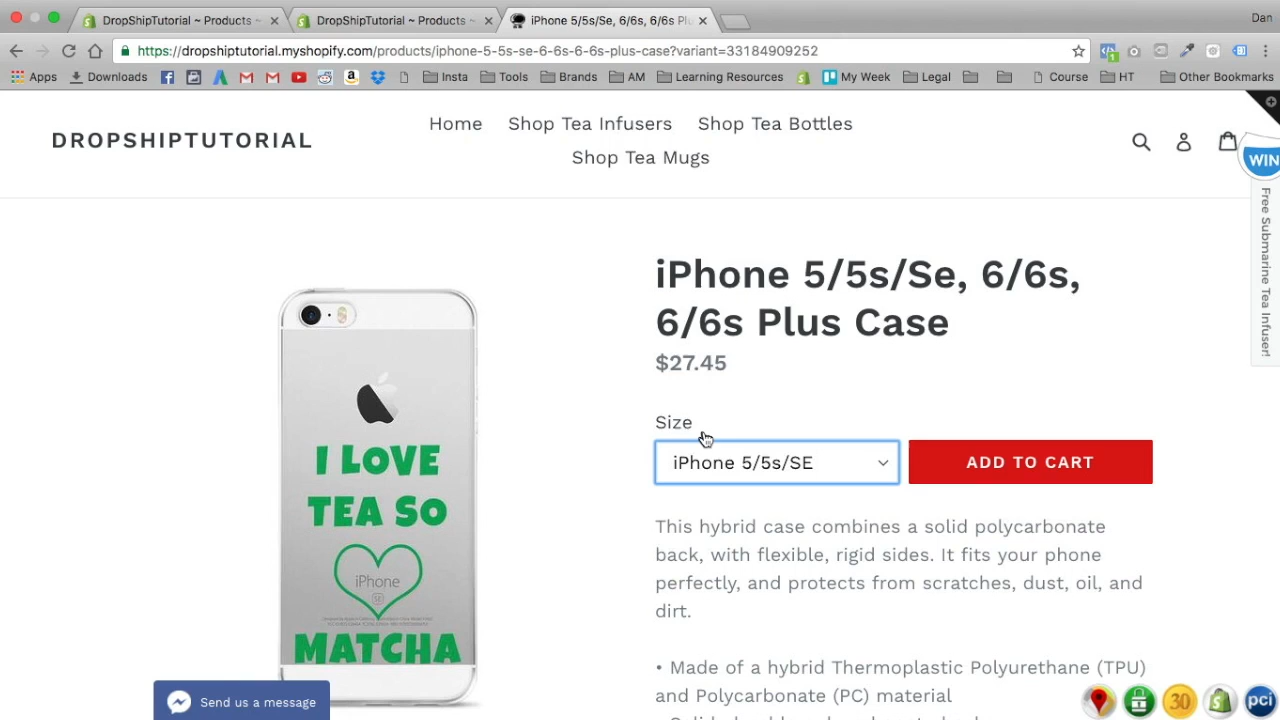 DropShipTutorial ~ Products ~
DropShipTutorial ~ Products ~
iPhone 5/5s/Se, 6/6s, 6/6s Plu
Dan
https://dropshiptutorial.myshopify.com/products/iphone-5-5s-se-6-6s-6-6s-plus-case?variant=33184909252
1
Apps
Downloads
Insta
Tools
Brands
AM
Learning Resources
My Week
Legal
Course
HT
Other Bookmarks
DROPSHIPTUTORIAL
Home
Shop Tea Infusers
Shop Tea Bottles
Shop Tea Mugs
WIN
Free Submarine Tea Infuser!
iPhone 5/5s/Se, 6/6s,
6/6s Plus Case
$27.45
Size
iPhone 5/5s/SE
ADD TO CART
I LOVE
TEA SO
iPhone
SE
MATCHA
This hybrid case combines a solid polycarbonate
back, with flexible, rigid sides. It fits your phone
perfectly, and protects from scratches, dust, oil, and
dirt.
• Made of a hybrid Thermoplastic Polyurethane (TPU)
and Polycarbonate (PC) material
Send us a message
30
pci